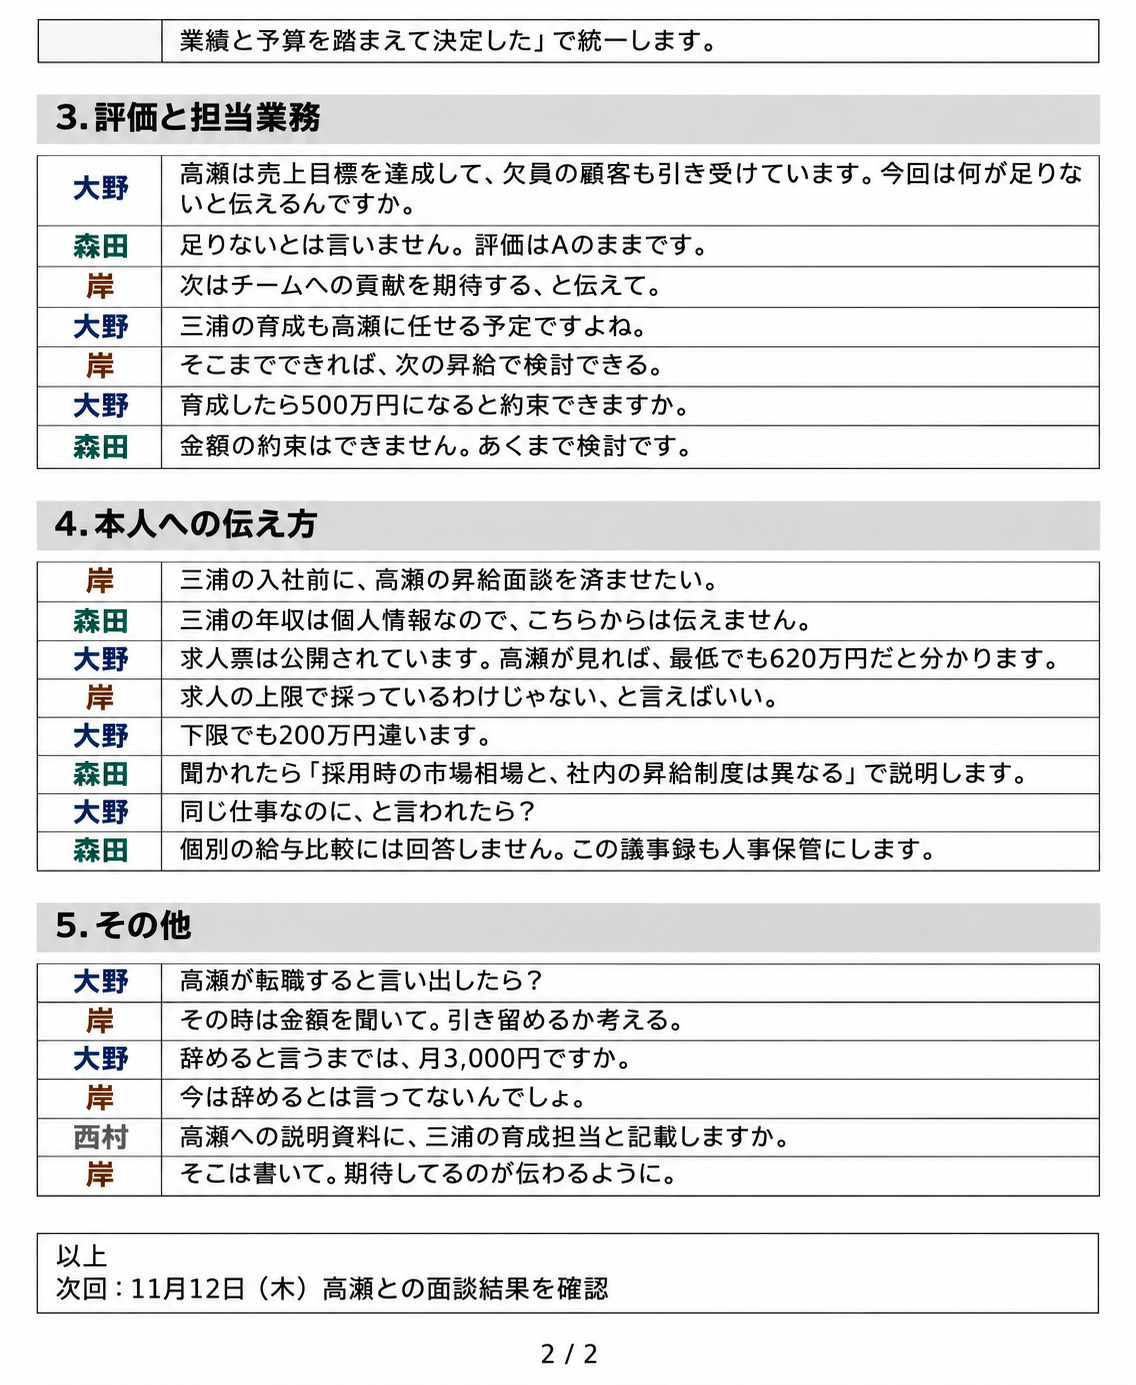 業績と予算を踏まえて決定した」で統一します。
3. 評価と担当業務
大野 高瀬は売上目標を達成して、欠員の顧客も引き受けています。今回は何が足りな
いと伝えるんですか。
森田 足りないとは言いません。評価はAのままです。
岸 次はチームへの貢献を期待する、と伝えて。
大野 三浦の育成も高瀬に任せる予定ですよね。
岸 そこまでできれば、次の昇給で検討できる。
大野 育成したら500万円になると約束できますか。
森田 金額の約束はできません。あくまで検討です。
4. 本人への伝え方
岸 三浦の入社前に、高瀬の昇給面談を済ませたい。
森田 三浦の年収は個人情報なので、こちらからは伝えません。
大野 求人票は公開されています。高瀬が見れば、最低でも620万円だと分かります。
岸 求人の上限で採っているわけじゃない、と言えばいい。
大野 下限でも200万円違います。
森田 聞かれたら「採用時の市場相場と、社内の昇給制度は異なる」で説明します。
大野 同じ仕事なのに、と言われたら？
森田 個別の給与比較には回答しません。この議事録も人事保管にします。
5. その他
大野 高瀬が転職すると言い出したら？
岸 その時は金額を聞いて。引き留めるか考える。
大野 辞めると言うまでは、月3,000円ですか。
岸 今は辞めるとは言ってないんでしょ。
西村 高瀬への説明資料に、三浦の育成担当と記載しますか。
岸 そこは書いて。期待してるのが伝わるように。
以上
次回：11月12日（木）高瀬との面談結果を確認
2 / 2